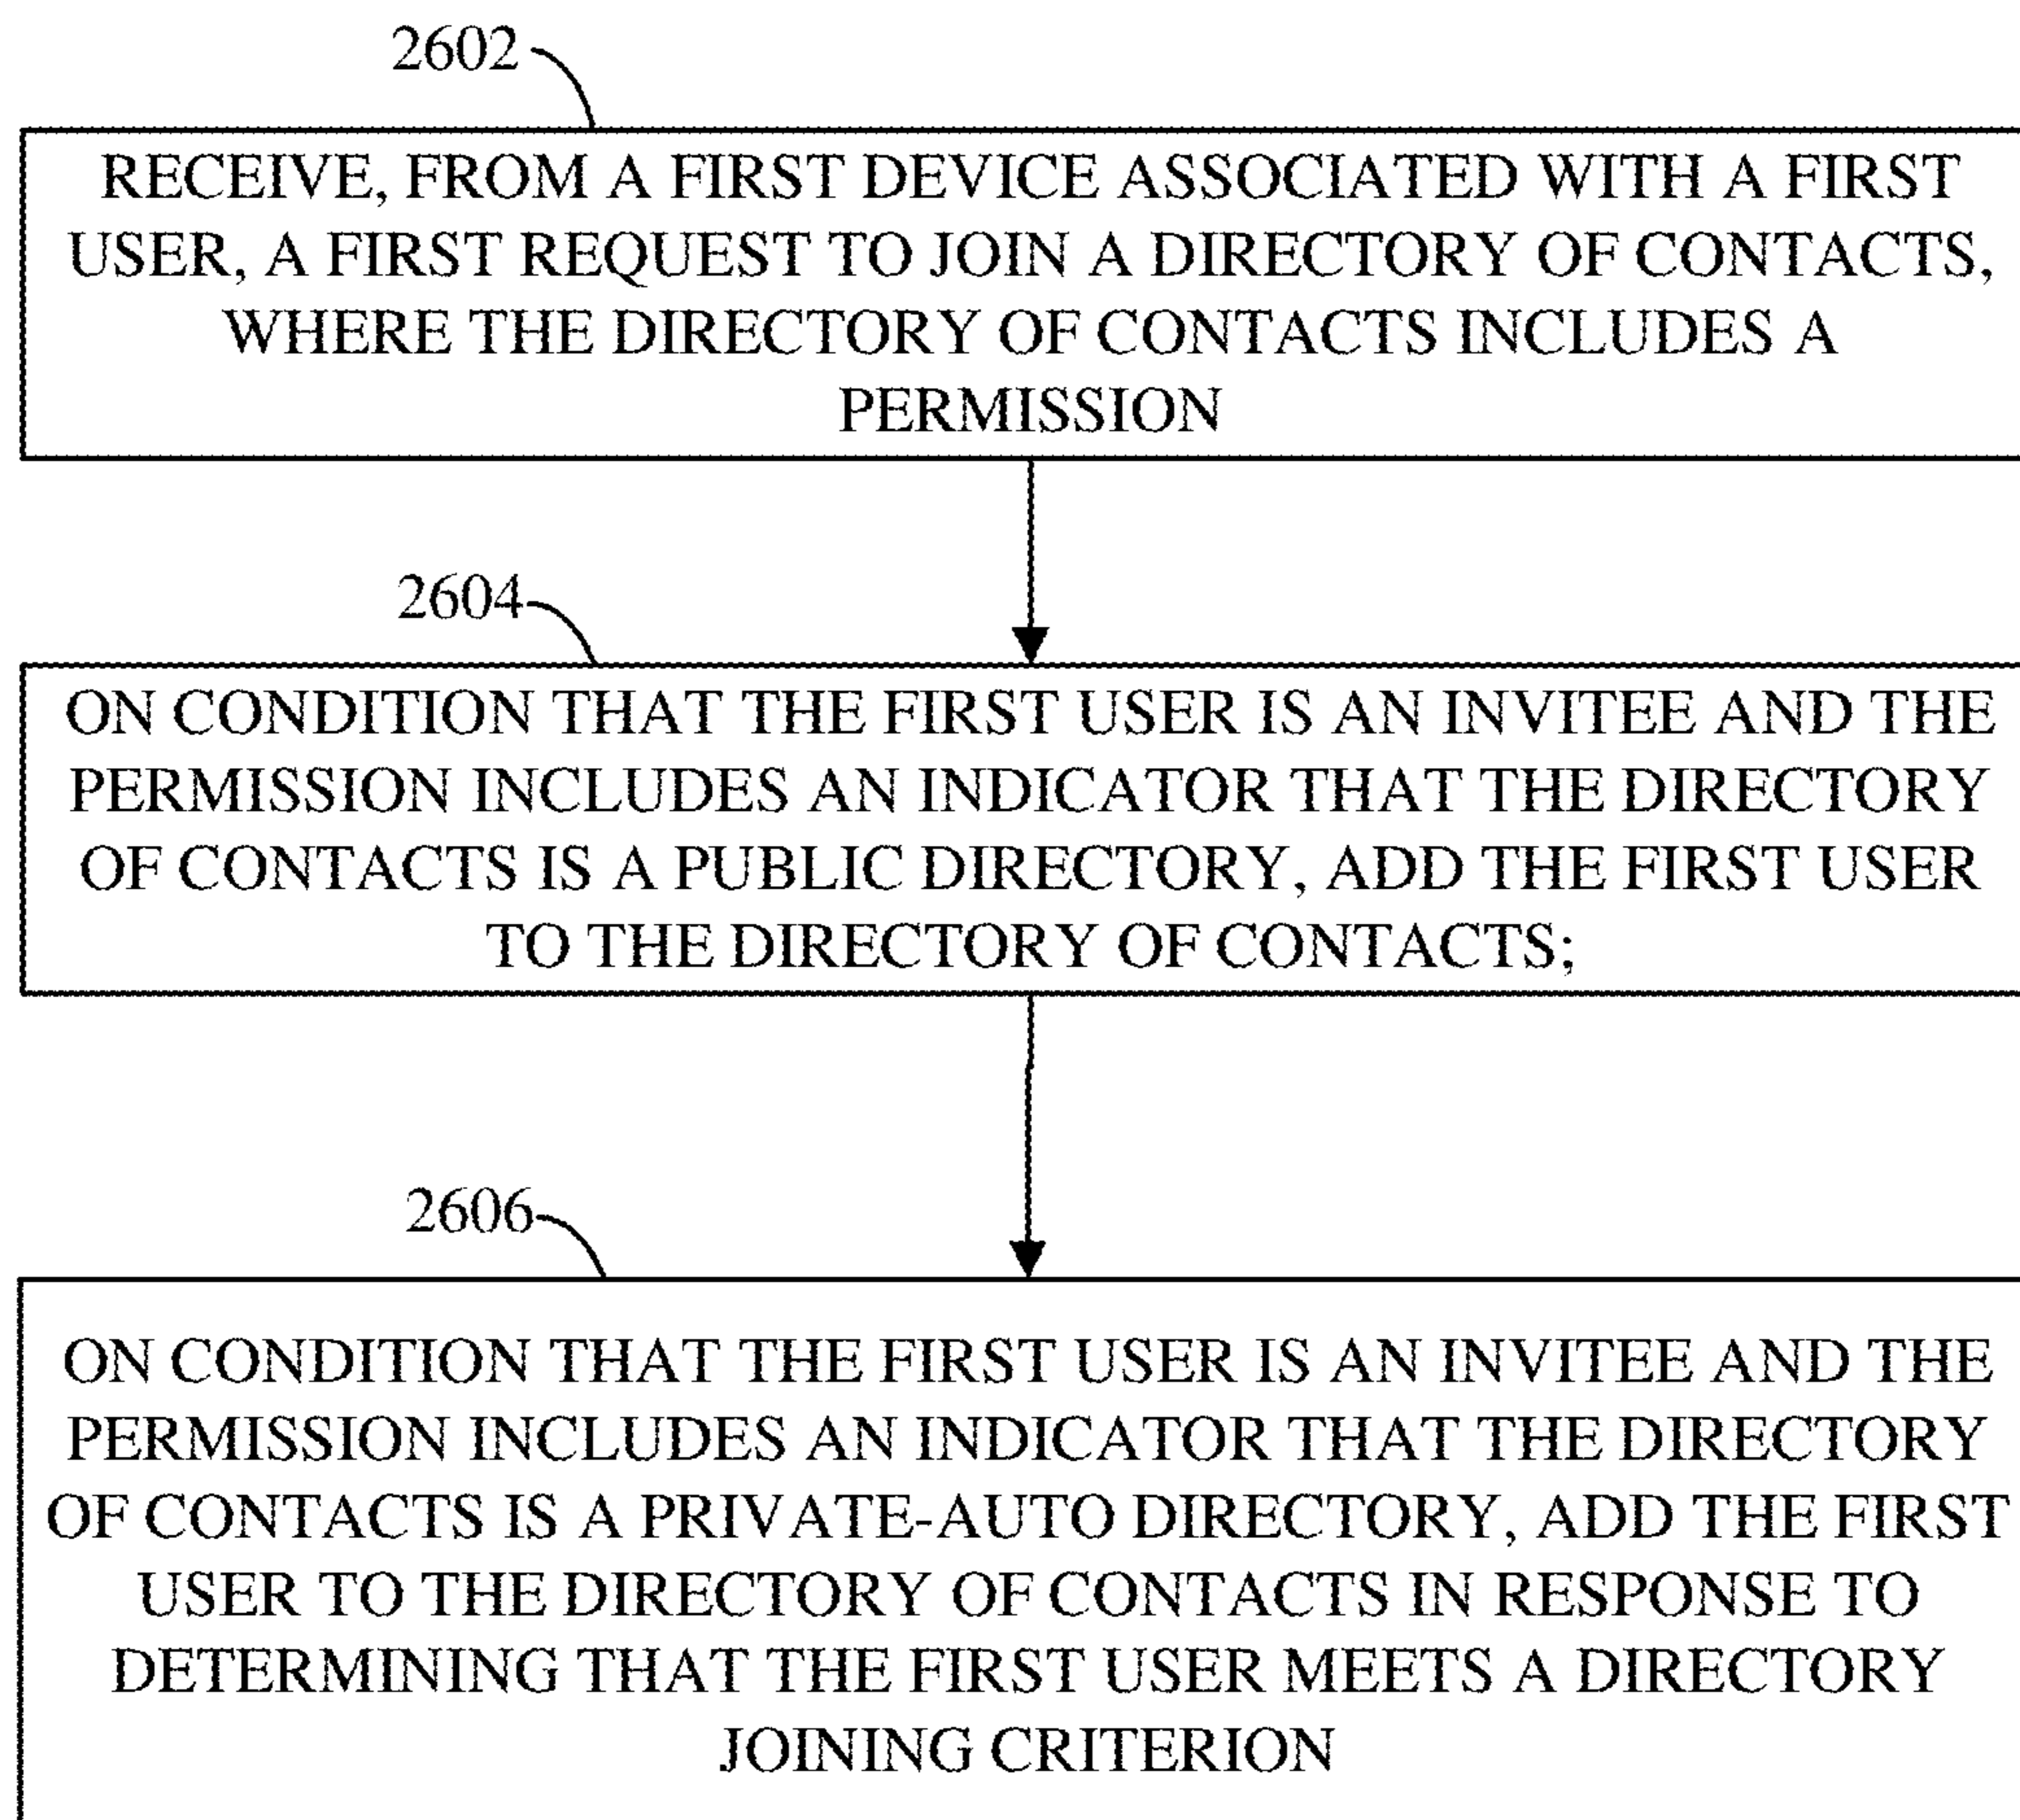 2602
RECEIVE, FROM A FIRST DEVICE ASSOCIATED WITH A FIRST
USER, A FIRST REQUEST TO JOIN A DIRECTORY OF CONTACTS,
WHERE THE DIRECTORY OF CONTACTS INCLUDES A
PERMISSION
2604
ON CONDITION THAT THE FIRST USER IS AN INVITEE AND THE
PERMISSION INCLUDES AN INDICATOR THAT THE DIRECTORY
OF CONTACTS IS A PUBLIC DIRECTORY, ADD THE FIRST USER
TO THE DIRECTORY OF CONTACTS;
2606
ON CONDITION THAT THE FIRST USER IS AN INVITEE AND THE
PERMISSION INCLUDES AN INDICATOR THAT THE DIRECTORY
OF CONTACTS IS A PRIVATE-AUTO DIRECTORY, ADD THE FIRST
USER TO THE DIRECTORY OF CONTACTS IN RESPONSE TO
DETERMINING THAT THE FIRST USER MEETS A DIRECTORY
JOINING CRITERION